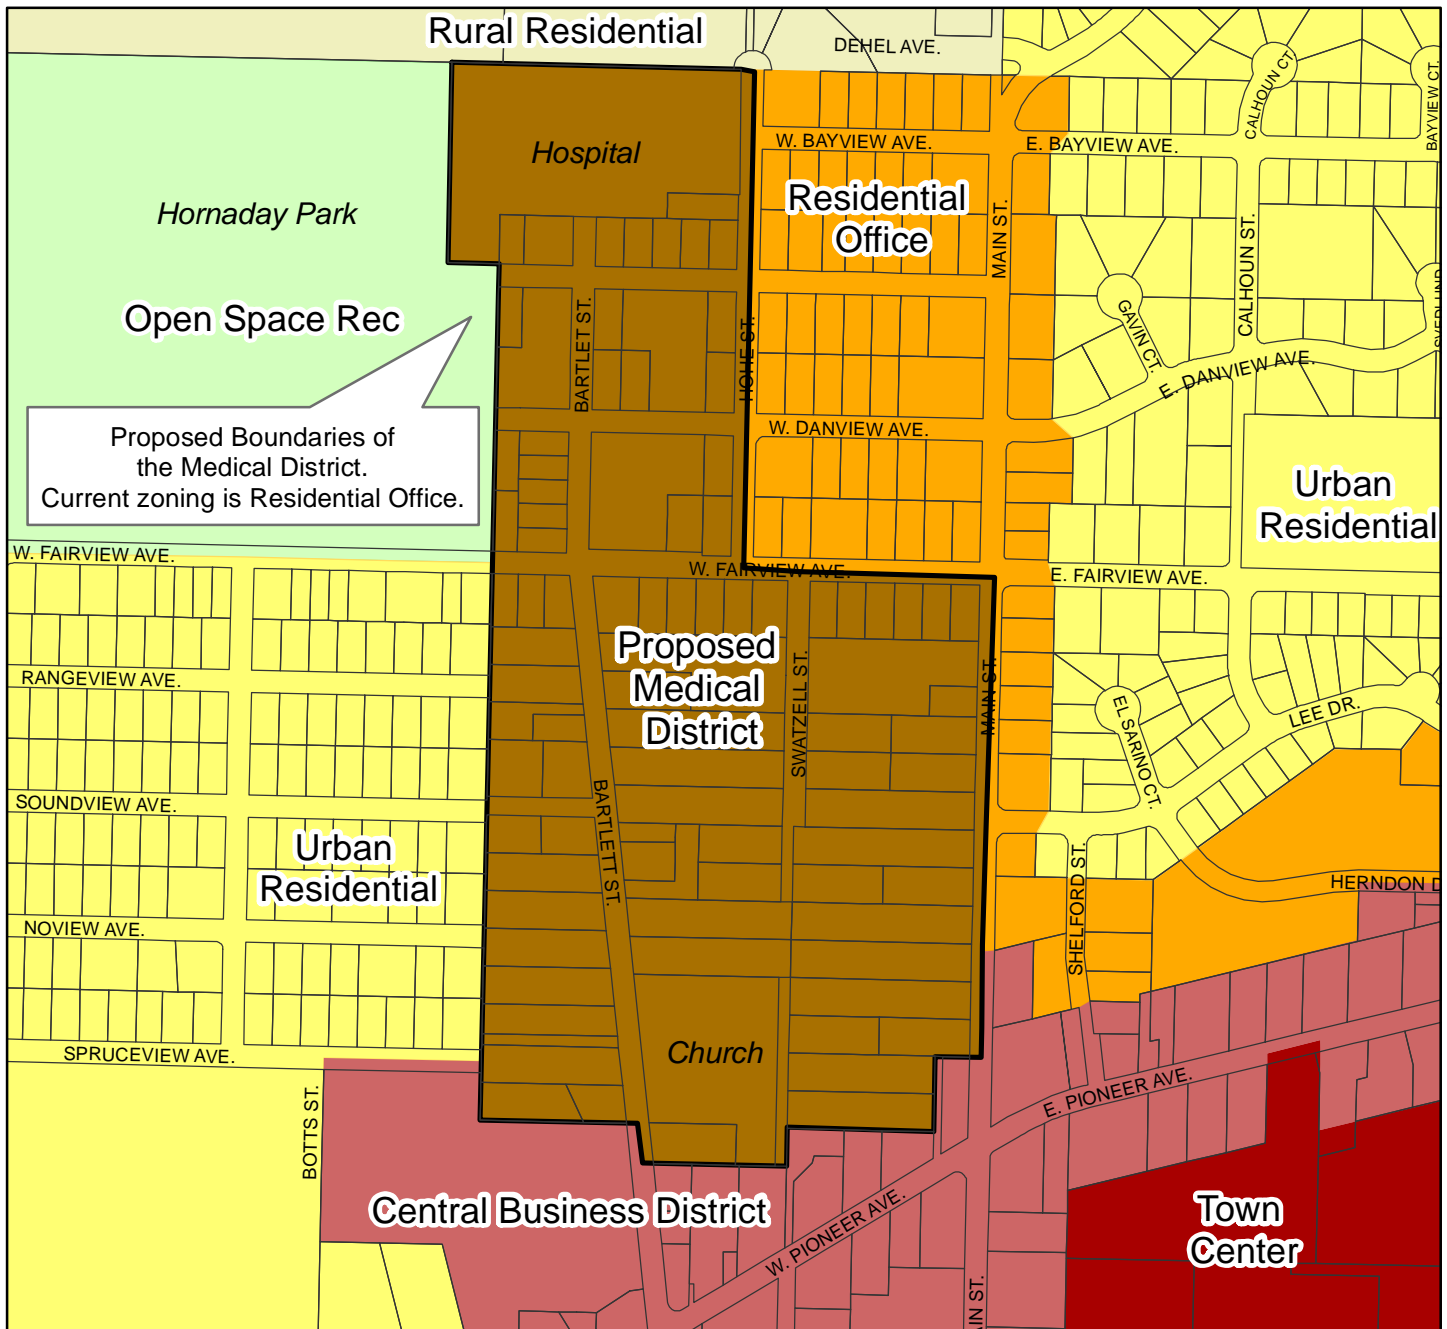 Rural Residential
DEHEL AVE.
CALHOUN CT.
BAYVIEW CT.
Hospital
W. BAYVIEW AVE.
E. BAYVIEW AVE.
Hornaday Park
Residential
Office
MAIN ST.
CALHOUN ST.
Open Space Rec
BARTLET ST.
HOHE ST.
GAVIN CT.
E. DANVIEW AVE.
Proposed Boundaries of
the Medical District.
Current zoning is Residential Office.
W. DANVIEW AVE.
Urban
Residential
W. FAIRVIEW AVE.
W. FAIRVIEW AVE.
E. FAIRVIEW AVE.
Proposed
Medical
District
RANGEVIEW AVE.
SWATZELL ST.
MAIN ST.
EL SARINO CT.
LEE DR.
SOUNDVIEW AVE.
BARTLETT ST.
Urban
Residential
SHELFORD ST.
HERNDON D
NOVIEW AVE.
Church
SPRUCEVIEW AVE.
BOTTS ST.
E. PIONEER AVE.
Central Business District
W. PIONEER AVE.
Town
Center
AIN ST.